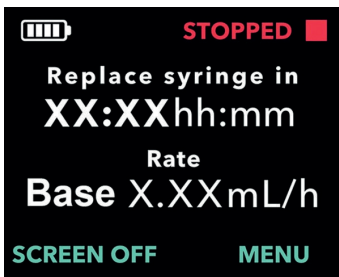 STOPPED
Replace syringe in
XX:XXhh:mm
Rate
Base X.XXmL/h
SCREEN OFF MENU